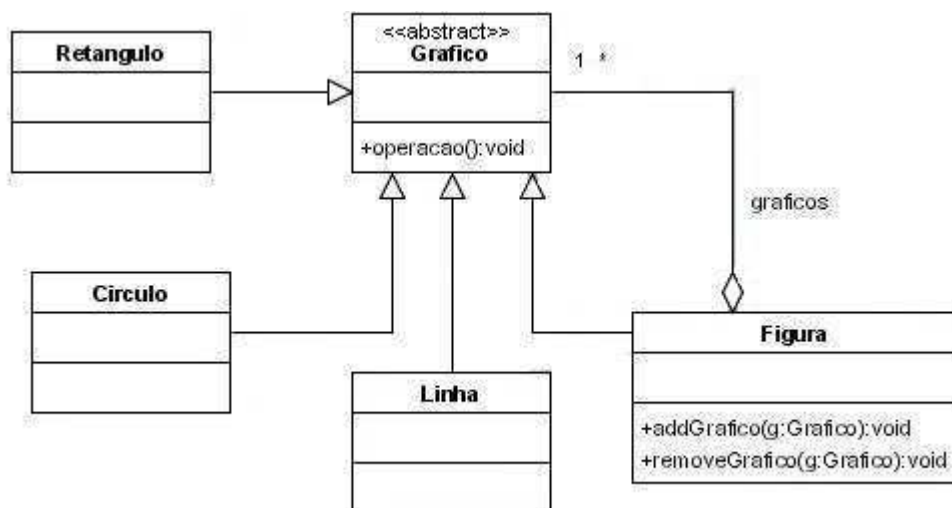 <<abstract>>
Grafico
+operacao():void
Retangulo
1 *
graficos
Circulo
Linha
Figura
+addGrafico(g:Grafico):void
+removeGrafico(g:Grafico):void